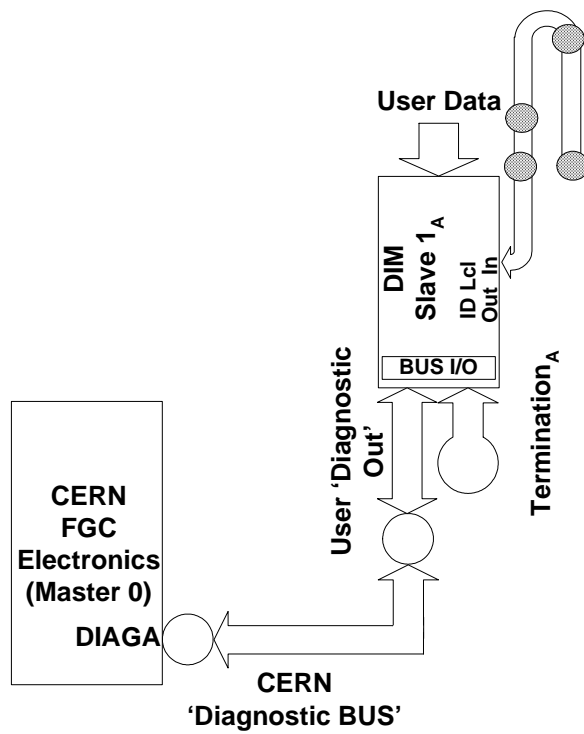 User Data
DIM
Slave 1A
ID Lcl
Out In
BUS I/O
User 'Diagnostic
Out'
TerminationA
CERN
FGC
Electronics
(Master 0)
DIAGA
CERN
'Diagnostic BUS'